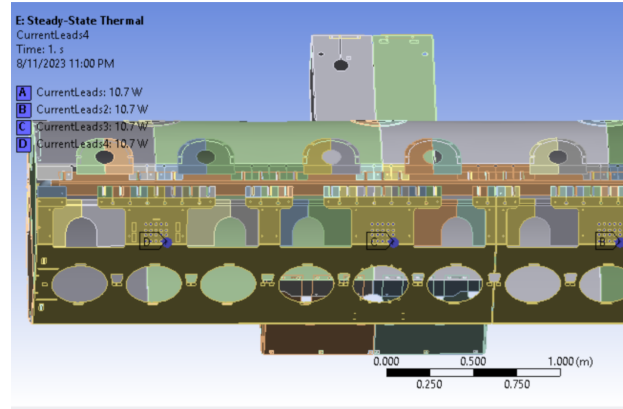 E: Steady-State Thermal
CurrentLeads4
Time: 1. s
8/11/2023 11:00 PM
A CurrentLeads: 10.7 W
B CurrentLeads2: 10.7 W
C CurrentLeads3: 10.7 W
D CurrentLeads4: 10.7 W
D
C
B
0.000 0.500 1.000 (m)
0.250 0.750